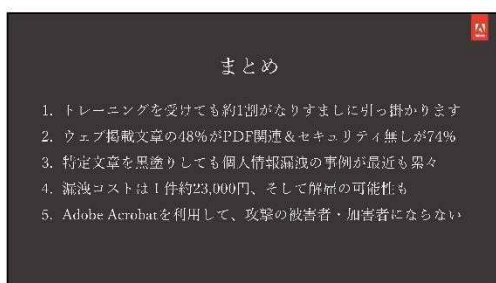 まとめ
1. トレーニングを受けても約1割がなりすましに引っ掛かります
2. ウェブ掲載文章の48%がPDF関連＆セキュリティ無しが74%
3. 特定文章を黒塗りしても個人情報漏洩の事例が最近も累々
4. 漏洩コストは1件約23,000円、そして解雇の可能性も
5. Adobe Acrobatを利用して、攻撃の被害者・加害者にならない